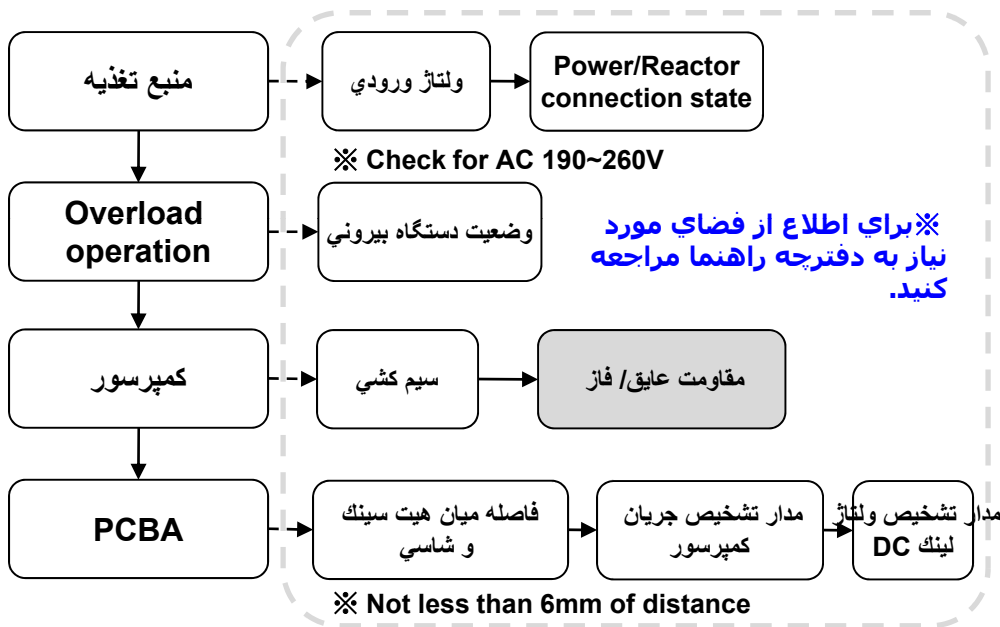 منبع تغذيه
ولتاژ ورودي
Power/Reactor
connection state
※ Check for AC 190~260V
Overload
operation
وضعيت دستگاه بيروني
※براي اطلاع از فضاي مورد
نياز به دفترچه راهنما مراجعه
كنيد.
كمپرسور
سيم كشي
مقاومت عايق/ فاز
PCBA
فاصله ميان هيت سينك
و شاسي
مدار تشخيص جريان
كمپرسور
مدار تشخيص ولتاژ
لينك DC
※ Not less than 6mm of distance